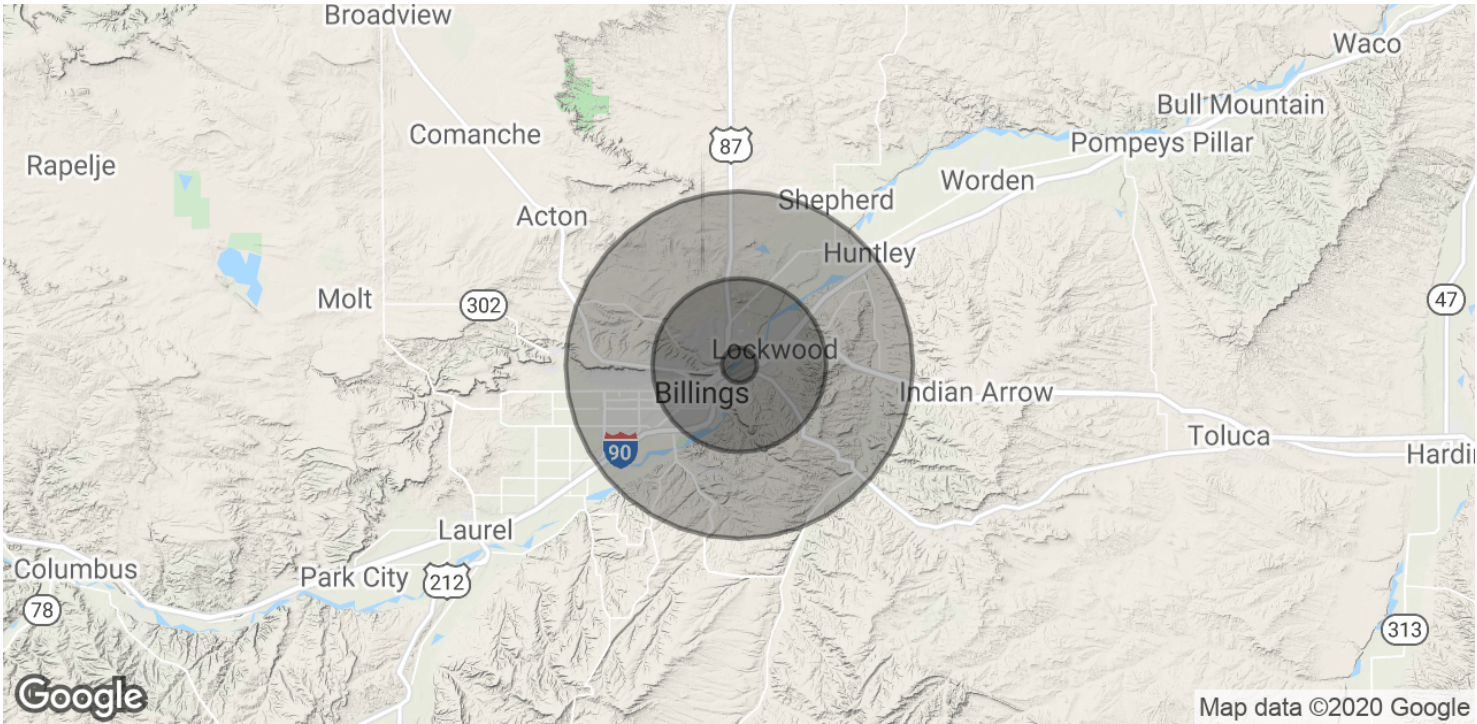 Broadview
Waco
Bull Mountain
Comanche
87
Pompeys Pillar
Rapelje
Worden
Shepherd
Acton
Huntley
Molt
302
47
Lockwood
Billings
Indian Arrow
Toluca
90
Hardin
Laurel
Columbus
Park City
212
78
313
Google
Map data ©2020 Google